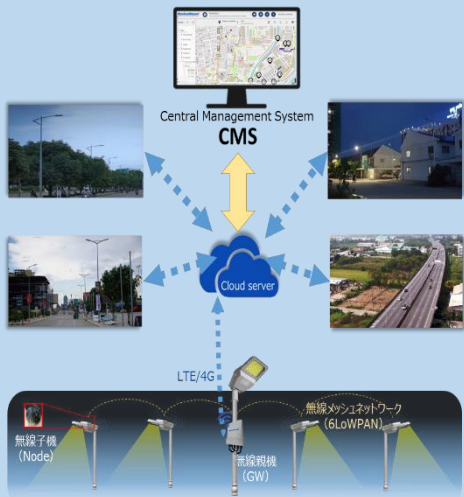 Central Management System
CMS
Cloud server
LTE/4G
無線メッシュネットワーク
(6LoWPAN)
無線子機
(Node)
無線親機
(GW)